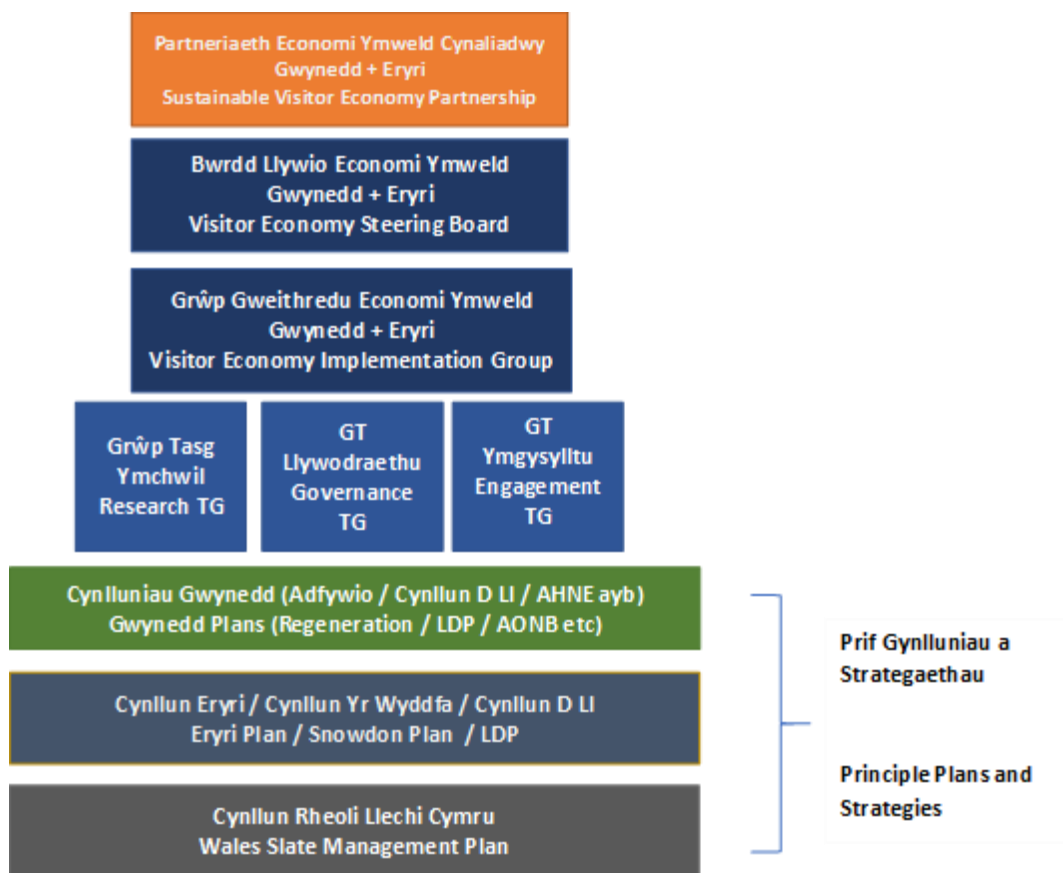 Partneriaeth Economi Ymweld Cynaliadwy
Gwynedd + Eryri
Sustainable Visitor Economy Partnership
Bwrdd Llywio Economi Ymweld
Gwynedd + Eryri
Visitor Economy Steering Board
Grŵp Gweithredu Economi Ymweld
Gwynedd + Eryri
Visitor Economy Implementation Group
Grŵp Tasg
Ymchwil
Research TG
GT
Llywodraethu
Governance
TG
GT
Ymgysylltu
Engagement
TG
Cynlluniau Gwynedd (Adfywio / Cynllun D Ll / AHNE ayb)
Gwynedd Plans (Regeneration / LDP / AONB etc)
Cynllun Eryri / Cynllun Yr Wyddfa / Cynllun D Ll
Eryri Plan / Snowdon Plan / LDP
Cynllun Rheoli Llechi Cymru
Wales Slate Management Plan
Prif Gynlluniau a
Strategaethau
Principle Plans and
Strategies